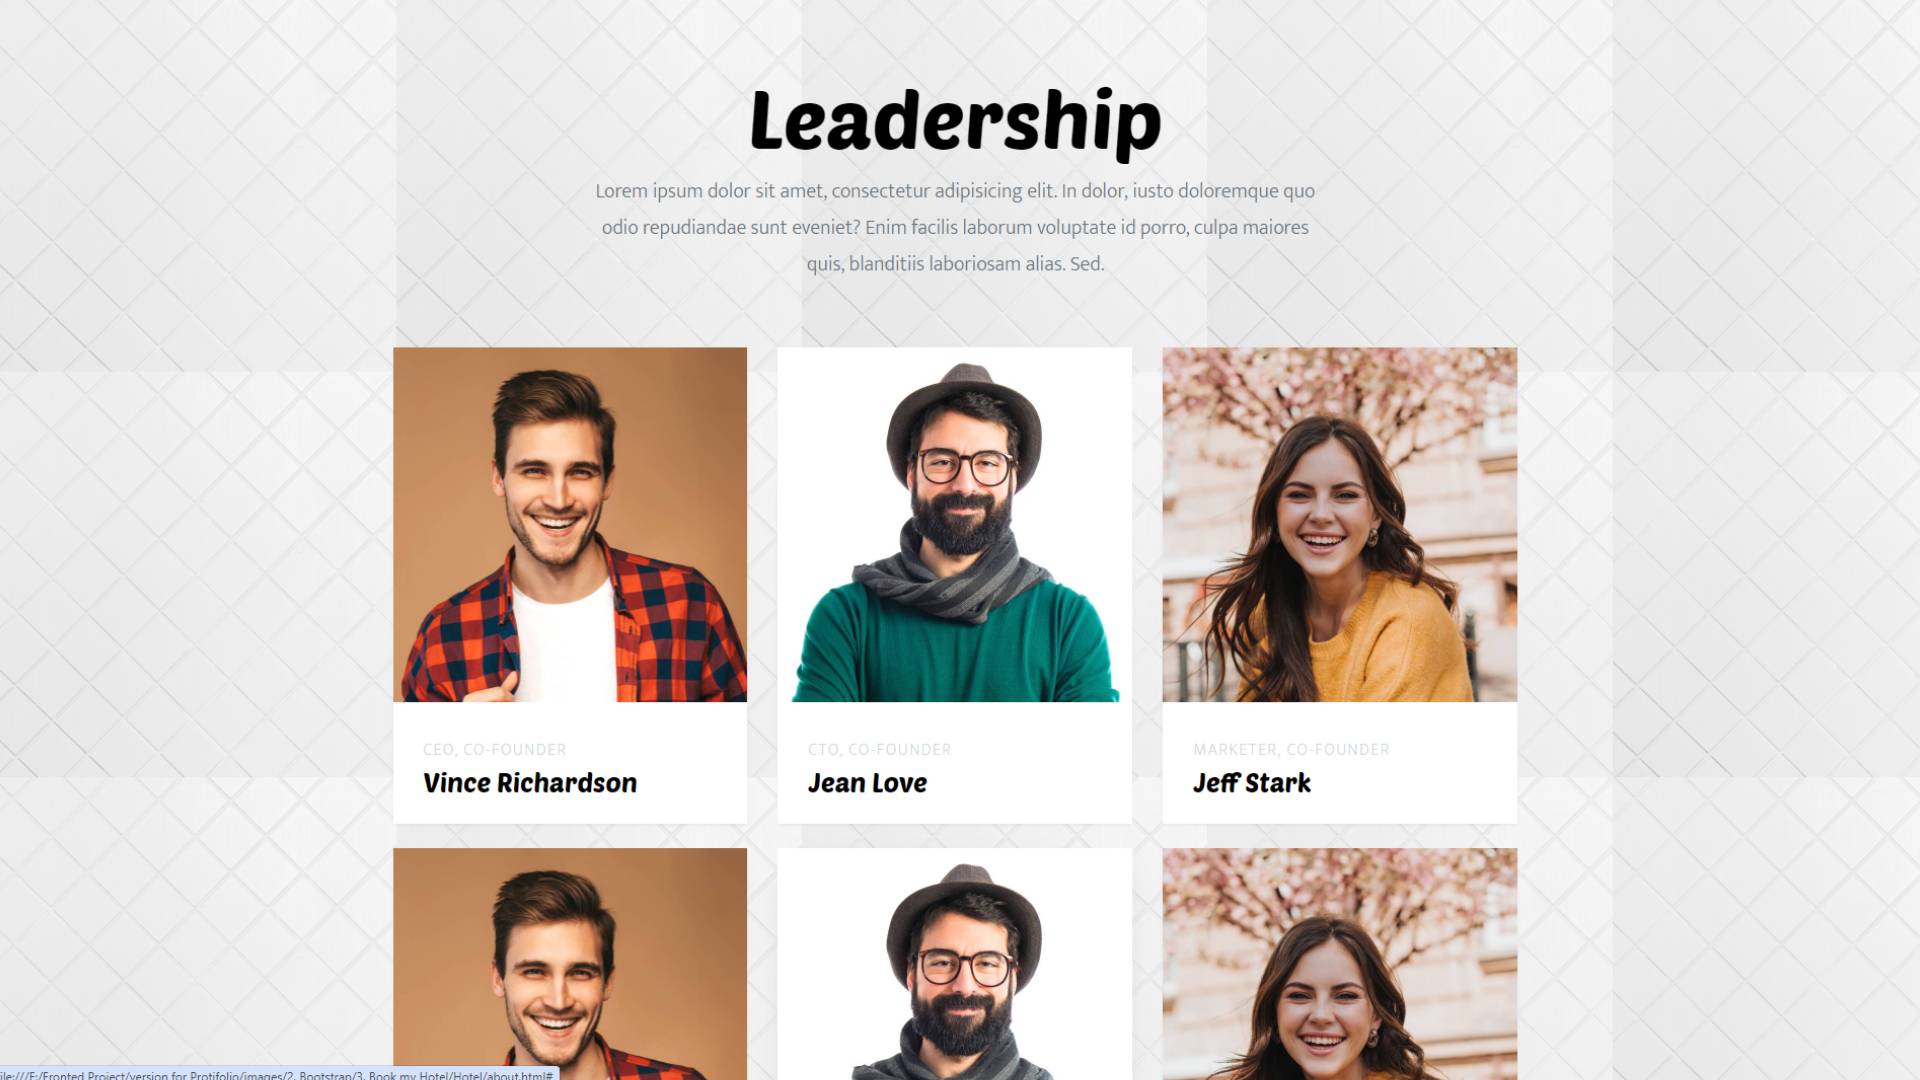 Leadership
Lorem ipsum dolor sit amet, consectetur adipisicing elit. In dolor, iusto doloremque quo
odio repudiandae sunt eveniet? Enim facilis laborum voluptate id porro, culpa maiores
quis, blanditiis laboriosam alias. Sed.
CEO, CO-FOUNDER
Vince Richardson
CTO, CO-FOUNDER
Jean Love
MARKETER, CO-FOUNDER
Jeff Stark
ile:///F:/Fronted Project/version for Protifolio/images/2. Bootstrap/3. Book my Hotel/Hotel/about.html#